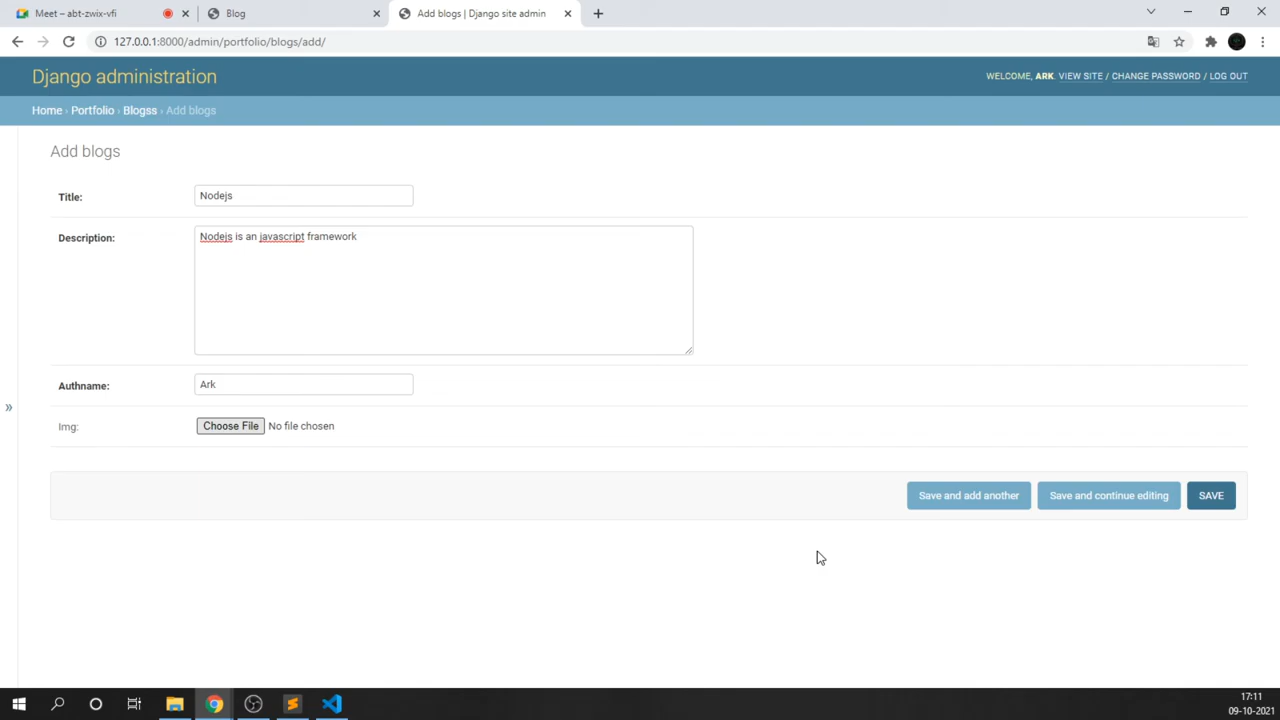 Meet – abt-zwix-vfi
Blog
Add blogs | Django site admin
127.0.0.1:8000/admin/portfolio/blogs/add/
Django administration
WELCOME, ARK. VIEW SITE / CHANGE PASSWORD / LOG OUT
Home › Portfolio › Blogss › Add blogs
Add blogs
Title:
Nodejs
Description:
Nodejs is an javascript framework
Authname:
Ark
»
Img:
Choose File No file chosen
Save and add another
Save and continue editing
SAVE
17:11
09-10-2021